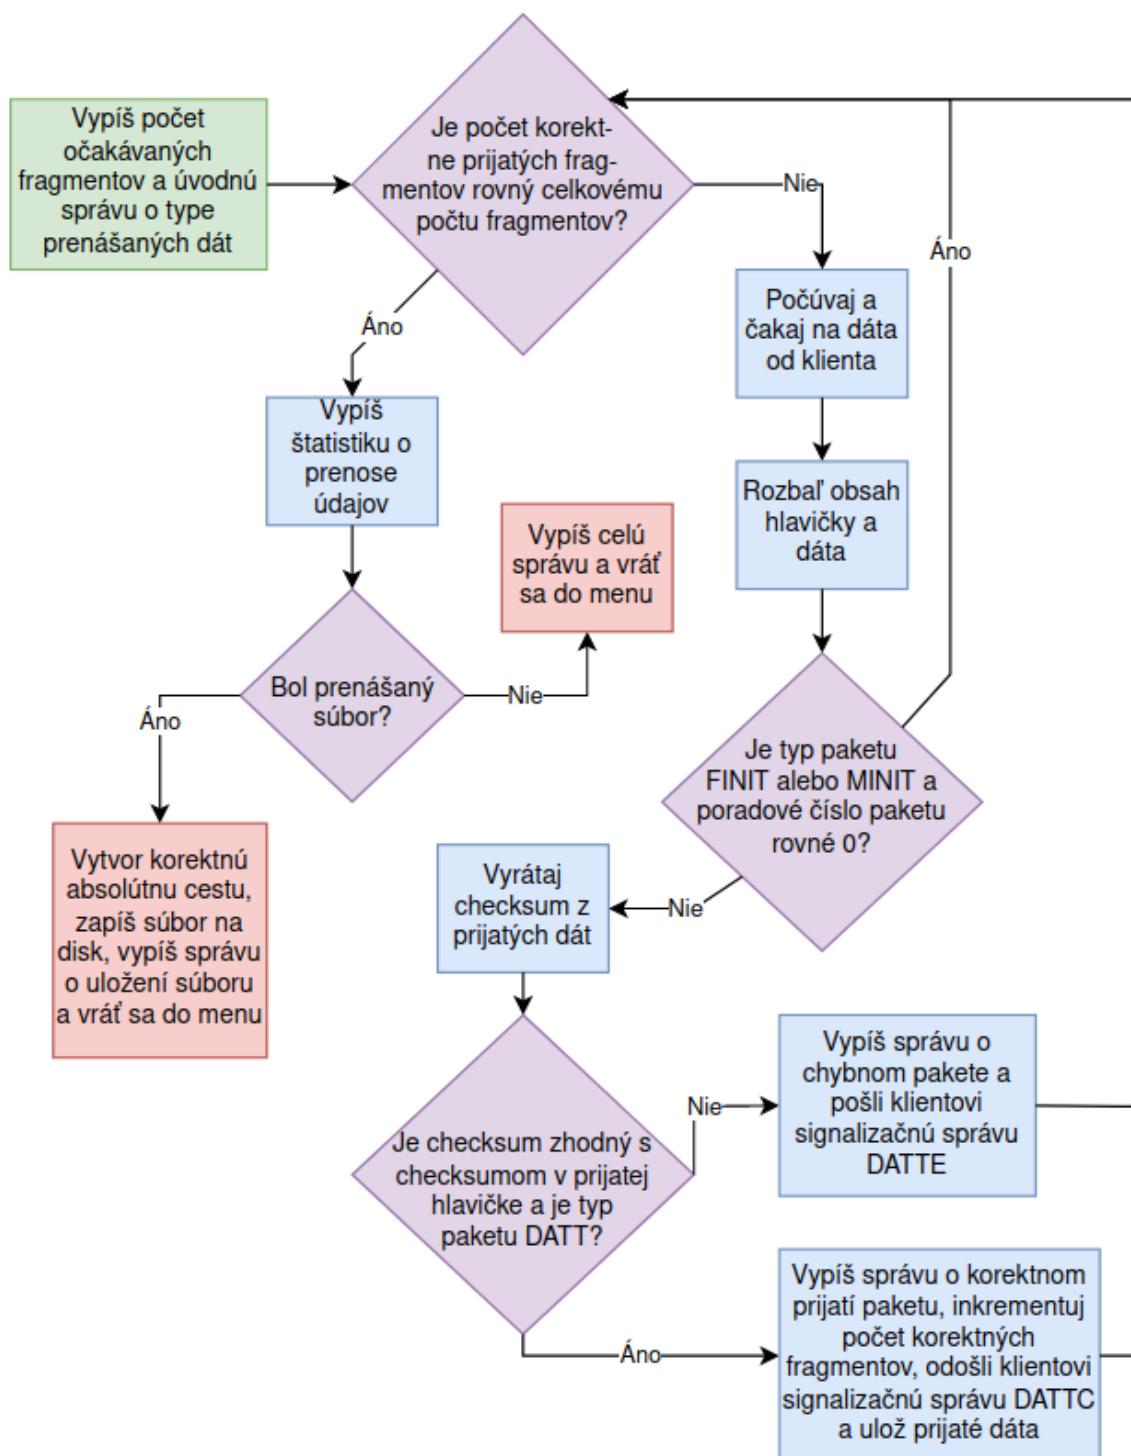 Vypíš počet
očakávaných
fragmentov a úvodnú
správu o type
prenášaných dát
Je počet korekt-
ne prijatých frag-
mentov rovný celkovému
počtu fragmentov?
Nie
Áno
Áno
Počúvaj a
čakaj na dáta
od klienta
Vypíš
štatistiku o
prenose
údajov
Rozbaľ obsah
hlavičky a
dáta
Vypíš celú
správu a vráť
sa do menu
Bol prenášaný
súbor?
Nie
Áno
Je typ paketu
FINIT alebo MINIT a
poradové číslo paketu
rovné 0?
Vytvor korektnú
absolútnu cestu,
zapíš súbor na
disk, vypíš správu
o uložení súboru
a vráť sa do menu
Vyrátaj
checksum z
prijatých dát
Nie
Vypíš správu o
chybnom pakete a
pošli klientovi
signalizačnú správu
DATTE
Nie
Je checksum zhodný s
checksumom v prijatej
hlavičke a je typ
paketu DATT?
Vypíš správu o korektnom
prijatí paketu, inkrementuj
počet korektných
fragmentov, odošli klientovi
signalizačnú správu DATTC
a ulož prijaté dáta
Áno